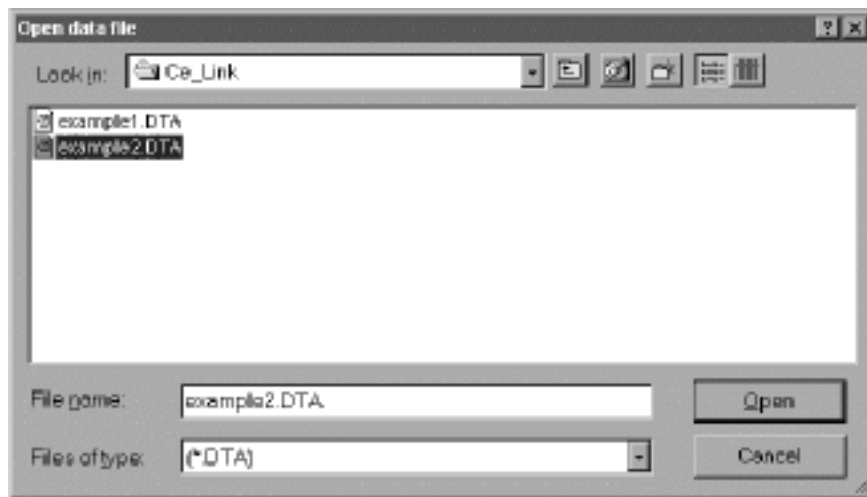 Open data file
Look in: Ce_Link
example1.DTA
example2.DTA
File name: example2.DTA
Open
Files of type: (*.DTA)
Cancel